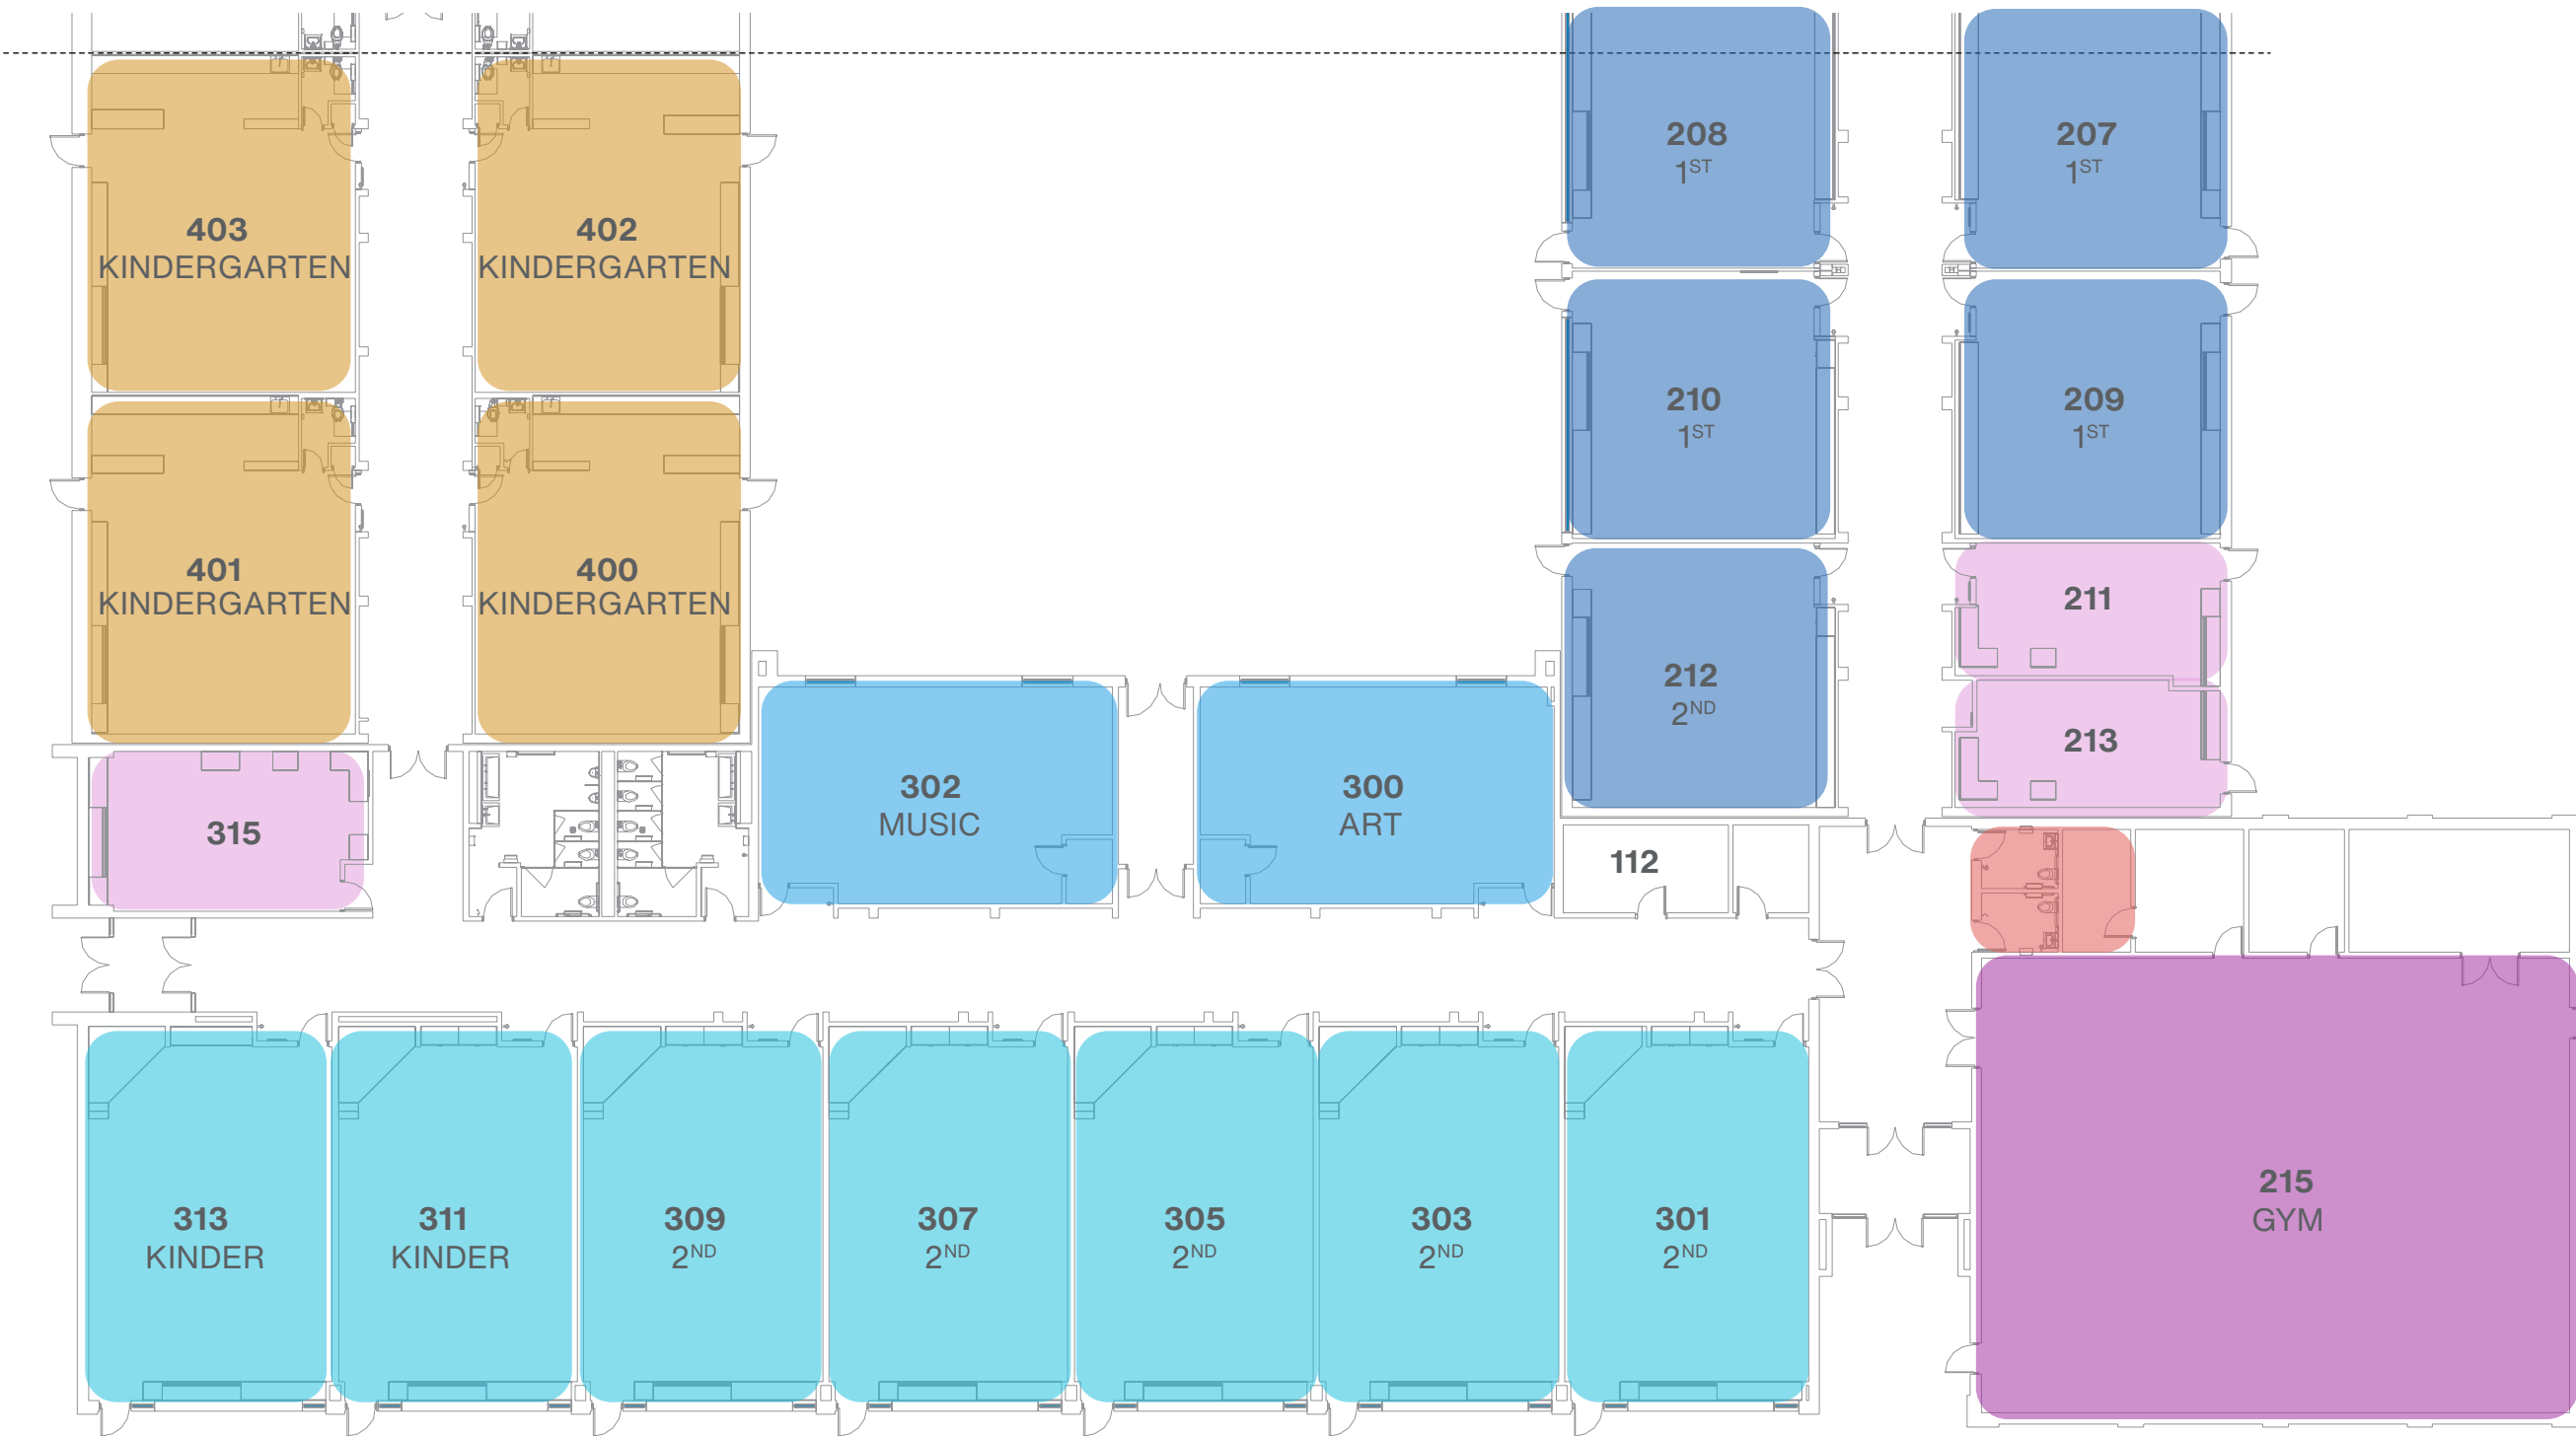 208
1ST
207
1ST
403
KINDERGARTEN
402
KINDERGARTEN
210
1ST
209
1ST
401
KINDERGARTEN
400
KINDERGARTEN
211
212
2ND
213
302
MUSIC
300
ART
315
112
215
GYM
313
KINDER
311
KINDER
309
2ND
307
2ND
305
2ND
303
2ND
301
2ND